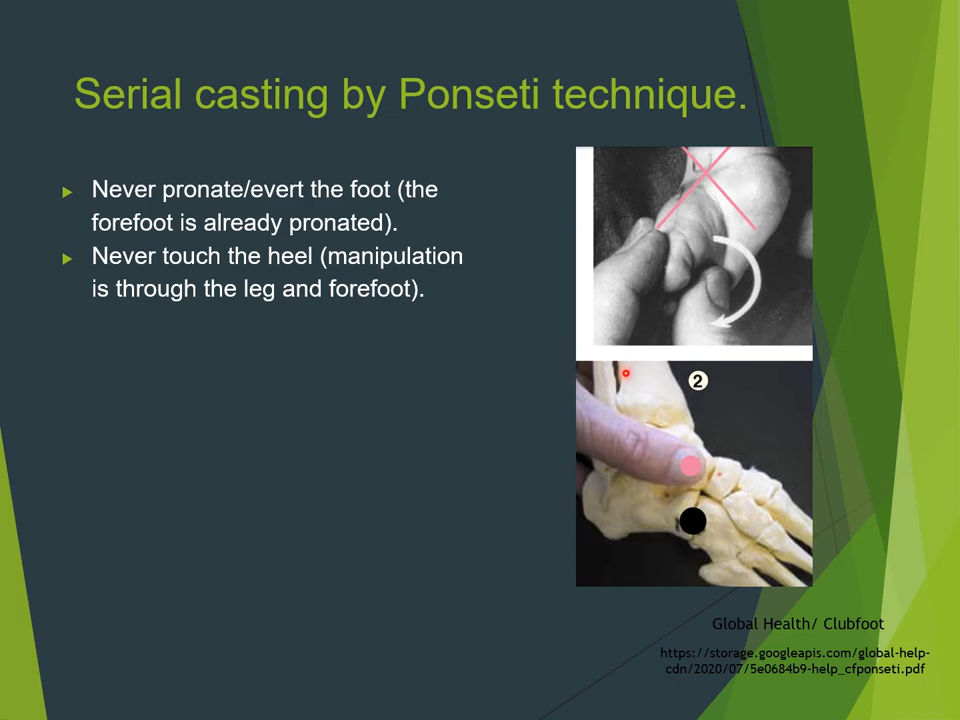 Serial casting by Ponseti technique.
Never pronate/evert the foot (the
forefoot is already pronated).
Never touch the heel (manipulation
is through the leg and forefoot).
2
Global Health/ Clubfoot
https://storage.googleapis.com/global-help-
cdn/2020/07/5e0684b9-help_cfponseti.pdf